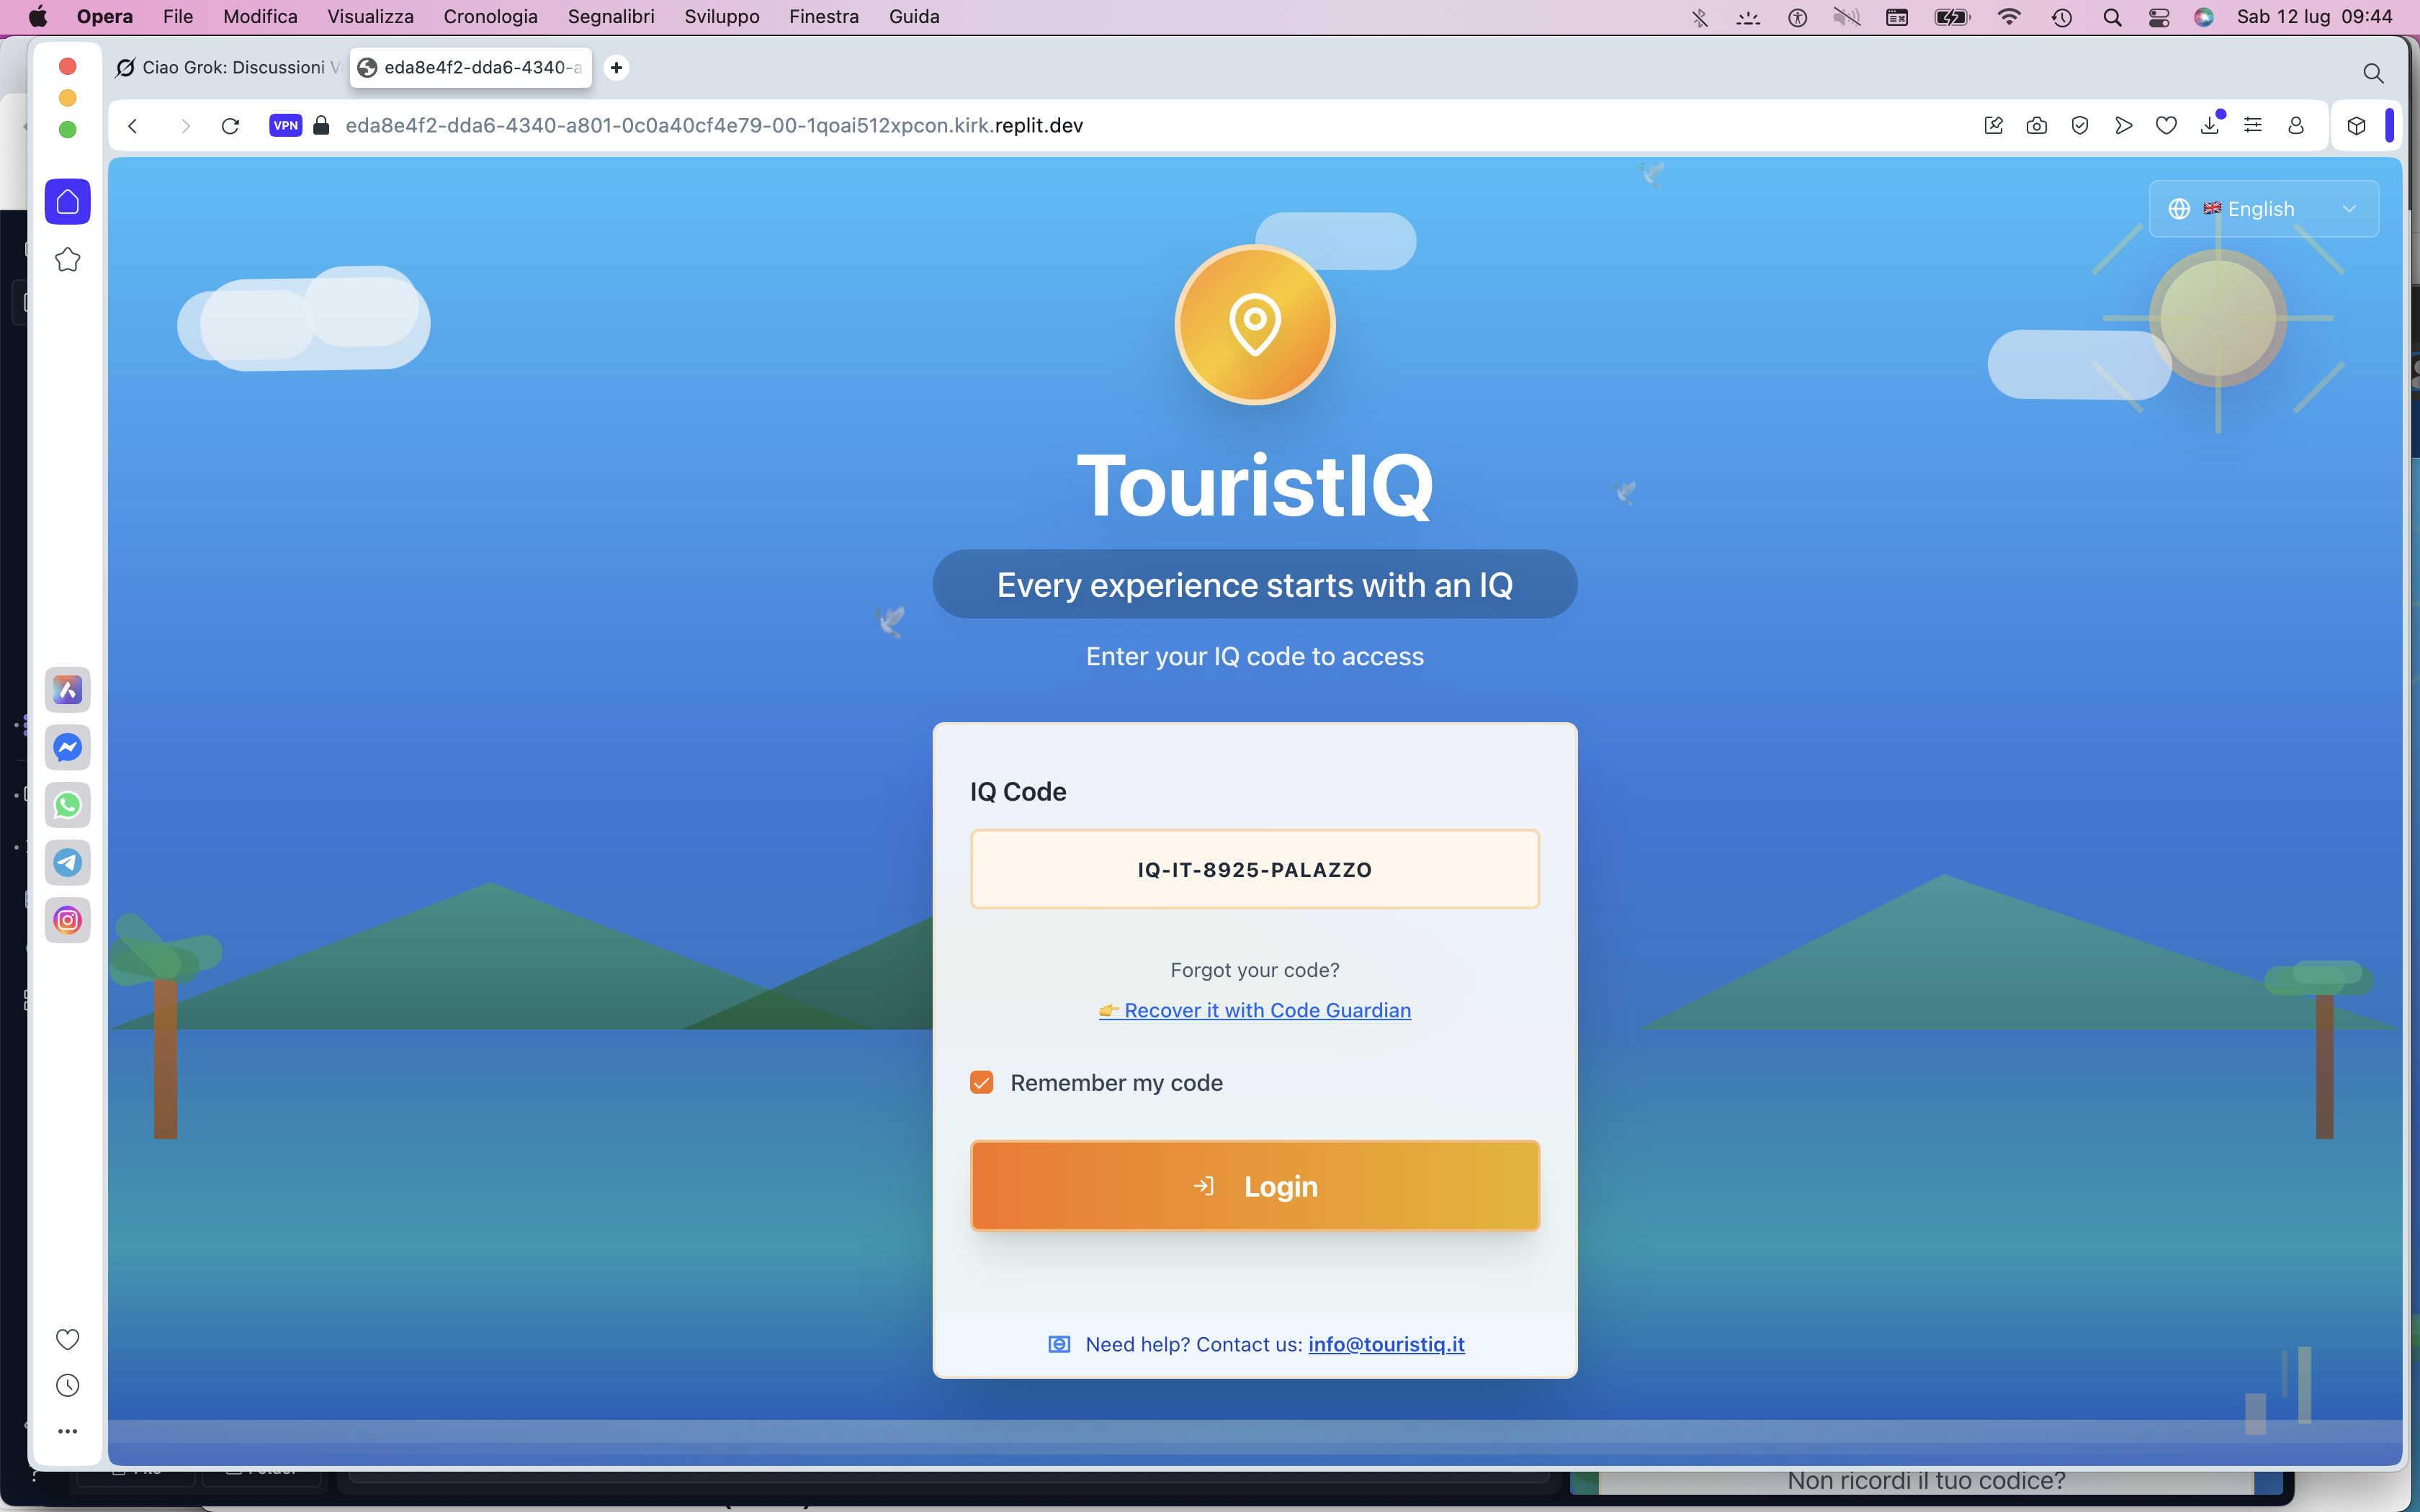 Opera File Modifica Visualizza Cronologia Segnalibri Sviluppo Finestra Guida Sab 12 lug 09:44
Ciao Grok: Discussioni eda8e4f2-dda6-4340-a
VPN eda8e4f2-dda6-4340-a801-0c0a40cf4e79-00-1qoai512xpcon.kirk.replit.dev
English
TouristIQ
Every experience starts with an IQ
Enter your IQ code to access
IQ Code
IQ-IT-8925-PALAZZO
Forgot your code?
👉 Recover it with Code Guardian
Remember my code
Login
Need help? Contact us: info@touristiq.it
Non ricordi il tuo codice?